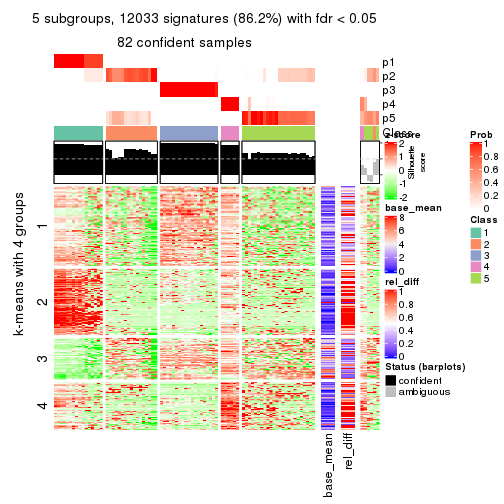 5 subgroups, 12033 signatures (86.2%) with fdr < 0.05
82 confident samples
p1
p2
p3
p4
p5
Class
z-score
2
1
0
-1
-2
Silhouette
score
Prob
1
0.8
0.6
0.4
0.2
0
base_mean
8
6
4
2
0
Class
1
2
3
4
5
rel_diff
1
0.8
0.6
0.4
0.2
0
Status (barplots)
confident
ambiguous
k-means with 4 groups
1
2
3
4
base_mean
rel_diff